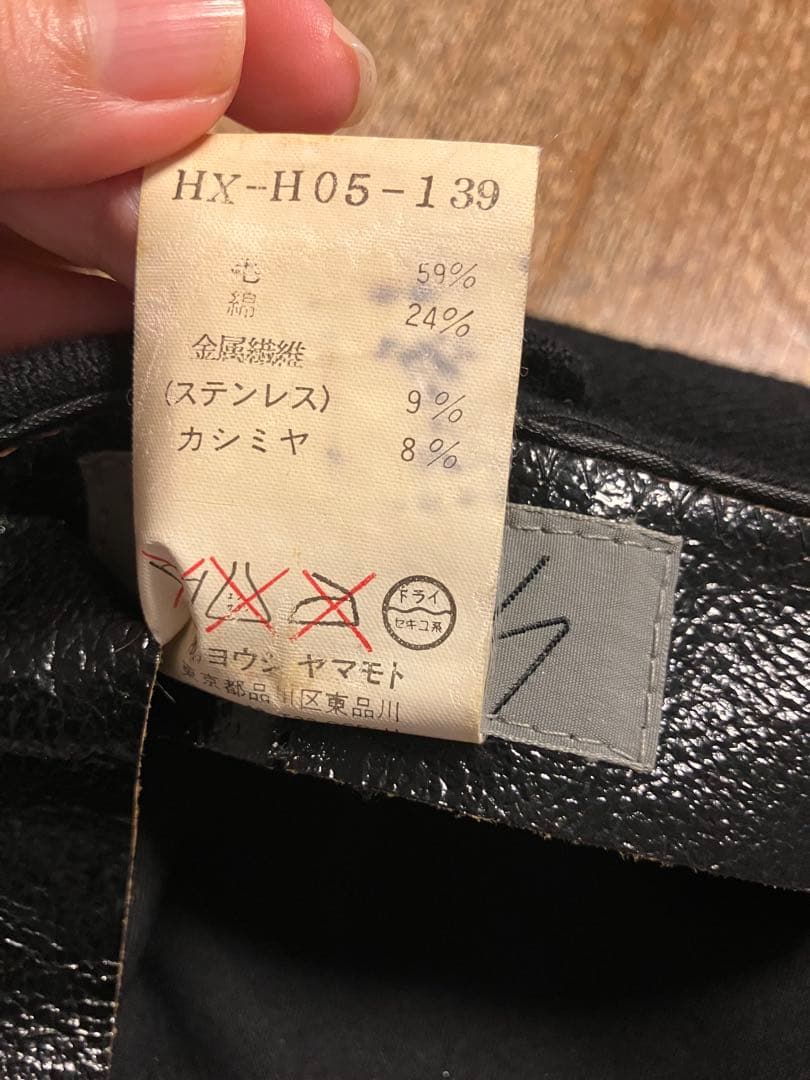 HX-H05-139
毛 59%
綿 24%
金属繊維
(ステンレス) 9%
カシミヤ 8%
ドライ
セキユ系
ヨウジ ヤマモト
東京都品川区東品川